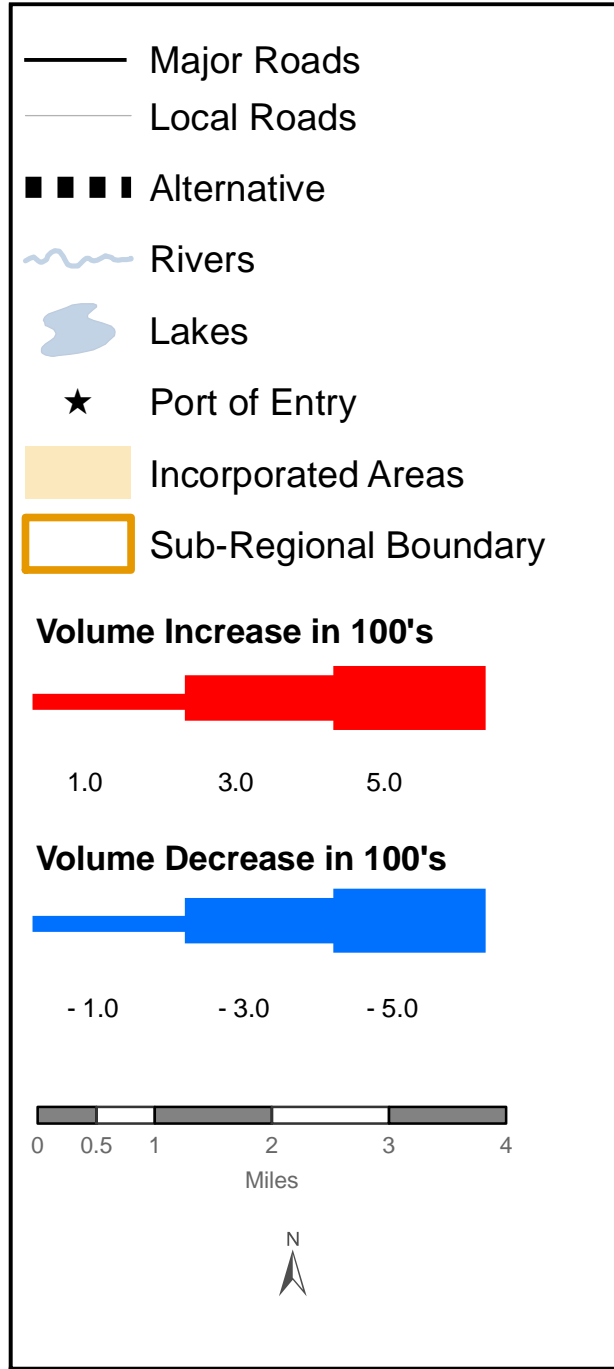 Major Roads
Local Roads
Alternative
Rivers
Lakes
Port of Entry
Incorporated Areas
Sub-Regional Boundary
Volume Increase in 100's
1.0 3.0 5.0
Volume Decrease in 100's
- 1.0 - 3.0 - 5.0
0 0.5 1 2 3 4
Miles
N